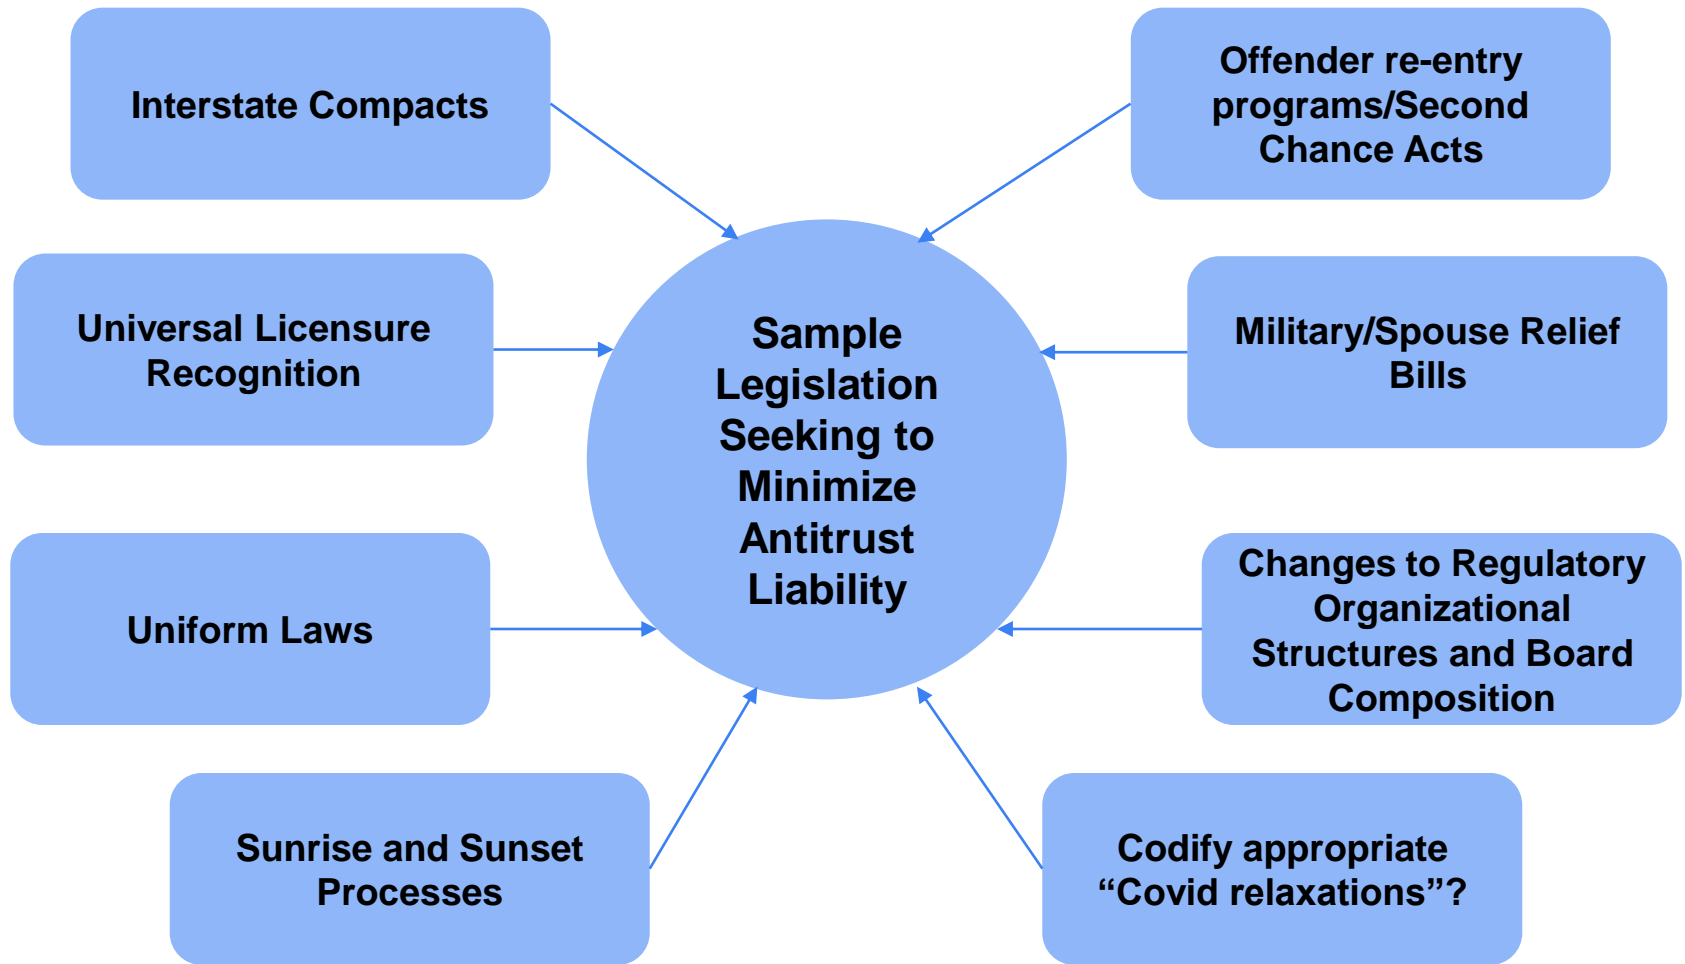 Interstate Compacts
Offender re-entry
programs/Second
Chance Acts
Universal Licensure
Recognition
Sample
Legislation
Seeking to
Minimize
Antitrust
Liability
Military/Spouse Relief
Bills
Uniform Laws
Changes to Regulatory
Organizational
Structures and Board
Composition
Sunrise and Sunset
Processes
Codify appropriate
“Covid relaxations”?